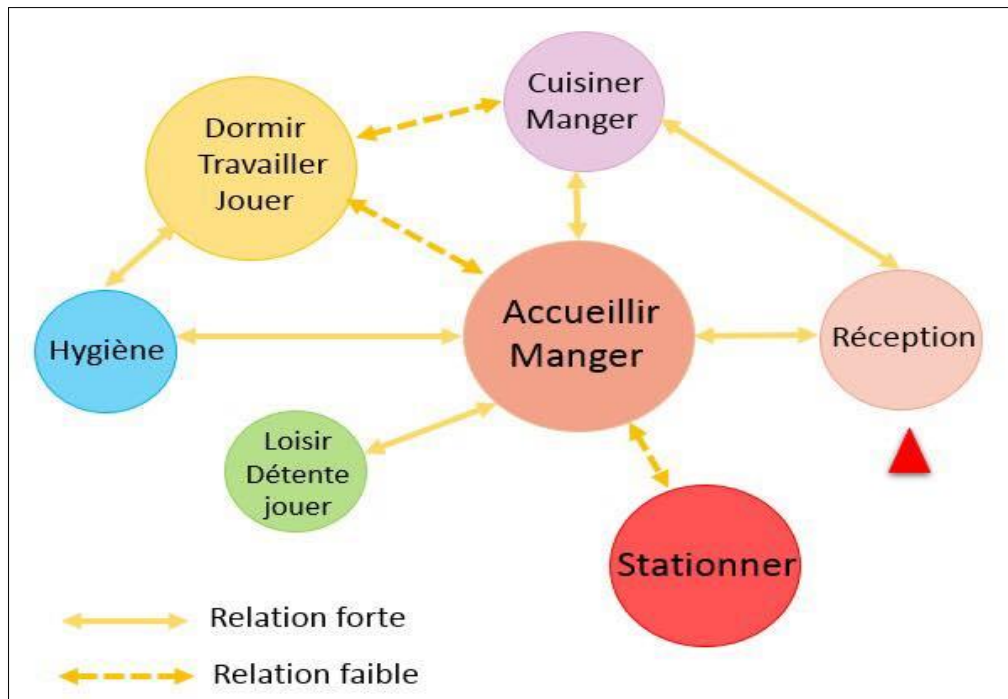 Cuisiner
Manger
Dormir
Travailler
Jouer
Accueillir
Manger
Réception
Hygiène
Loisir
Détente
jouer
Stationner
Relation forte
Relation faible